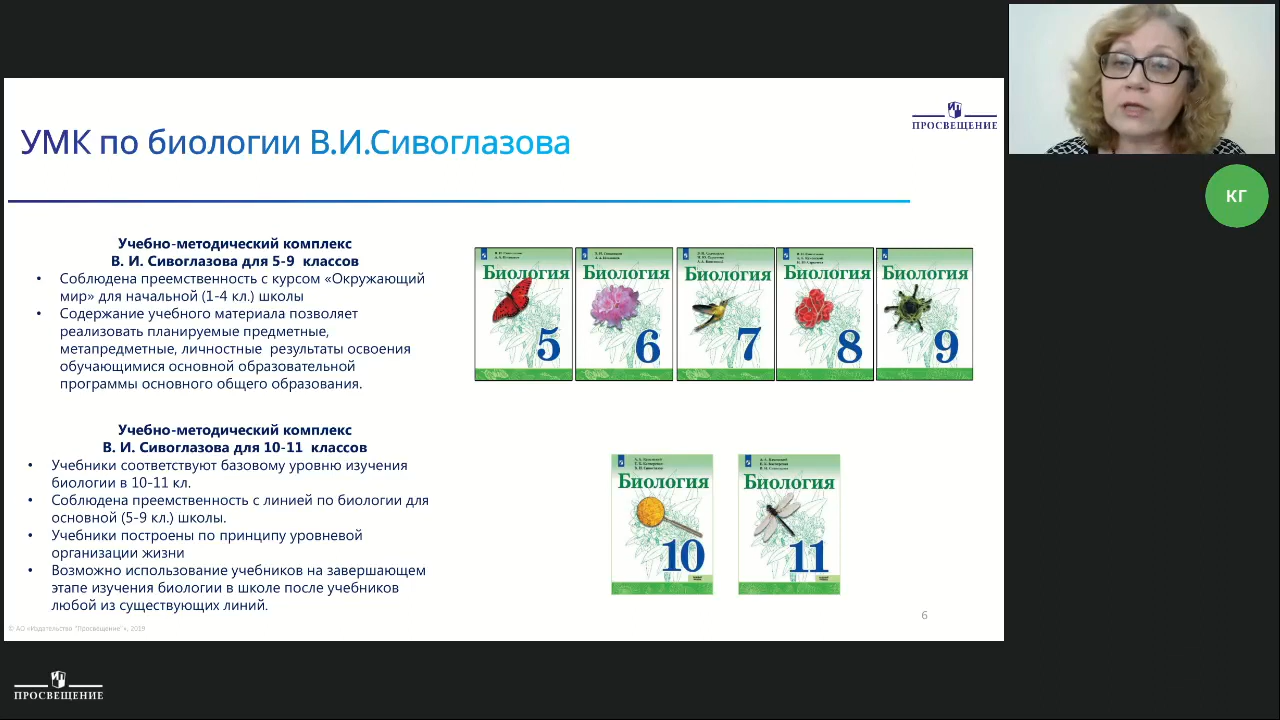 УМК по биологии В.И.Сивоглазова
ПРОСВЕЩЕНИЕ
КГ
Учебно-методический комплекс
В. И. Сивоглазова для 5-9 классов
• Соблюдена преемственность с курсом «Окружающий
мир» для начальной (1-4 кл.) школы
• Содержание учебного материала позволяет
реализовать планируемые предметные,
метапредметные, личностные результаты освоения
обучающимися основной образовательной
программы основного общего образования.
Биология
5
Биология
6
Биология
7
Биология
8
Биология
9
Учебно-методический комплекс
В. И. Сивоглазова для 10-11 классов
• Учебники соответствуют базовому уровню изучения
биологии в 10-11 кл.
• Соблюдена преемственность с линией по биологии для
основной (5-9 кл.) школы.
• Учебники построены по принципу уровневой
организации жизни
• Возможно использование учебников на завершающем
этапе изучения биологии в школе после учебников
любой из существующих линий.
Биология
10
Биология
11
6
© АО «Издательство "Просвещение"», 2019
ПРОСВЕЩЕНИЕ